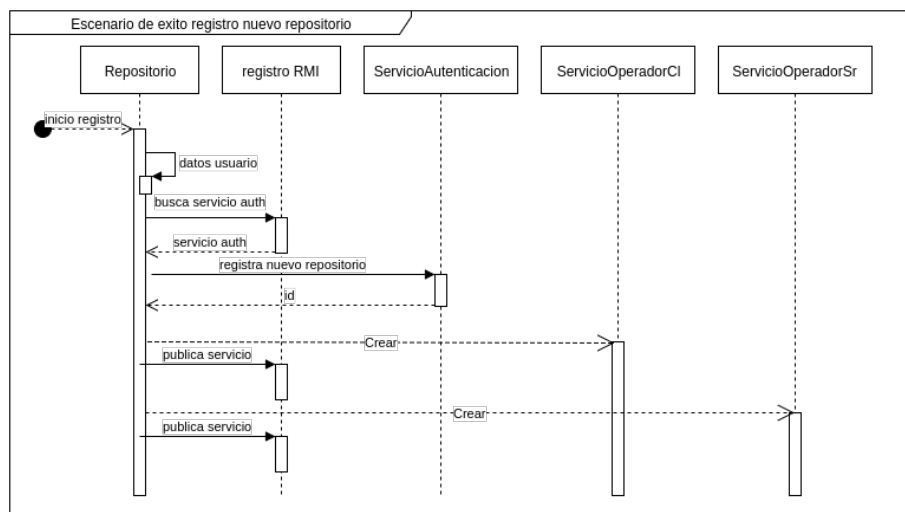 Escenario de exito registro nuevo repositorio
Repositorio
registro RMI
ServicioAutenticacion
ServicioOperadorCl
ServicioOperadorSr
inicio registro
datos usuario
busca servicio auth
servicio auth
registra nuevo repositorio
id
Crear
publica servicio
Crear
publica servicio